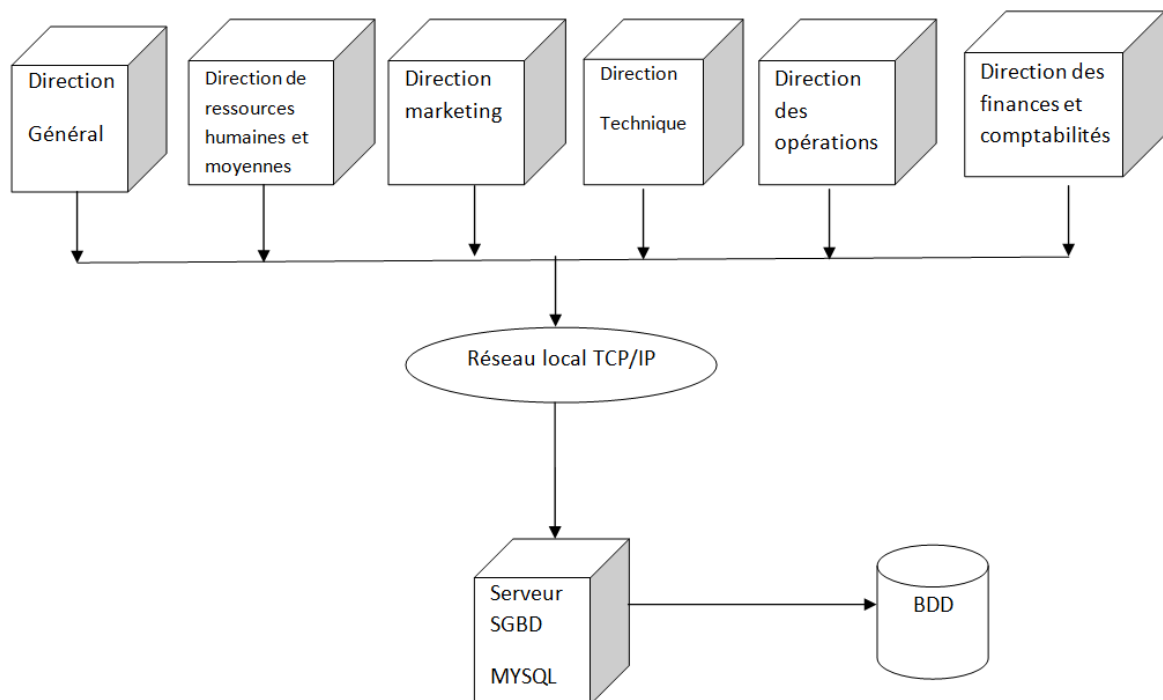 Direction
Général
Direction de
ressources
humaines et
moyennes
Direction
marketing
Direction
Technique
Direction
des
opérations
Direction des
finances et
comptabilités
Réseau local TCP/IP
Serveur
SGBD
MYSQL
BDD